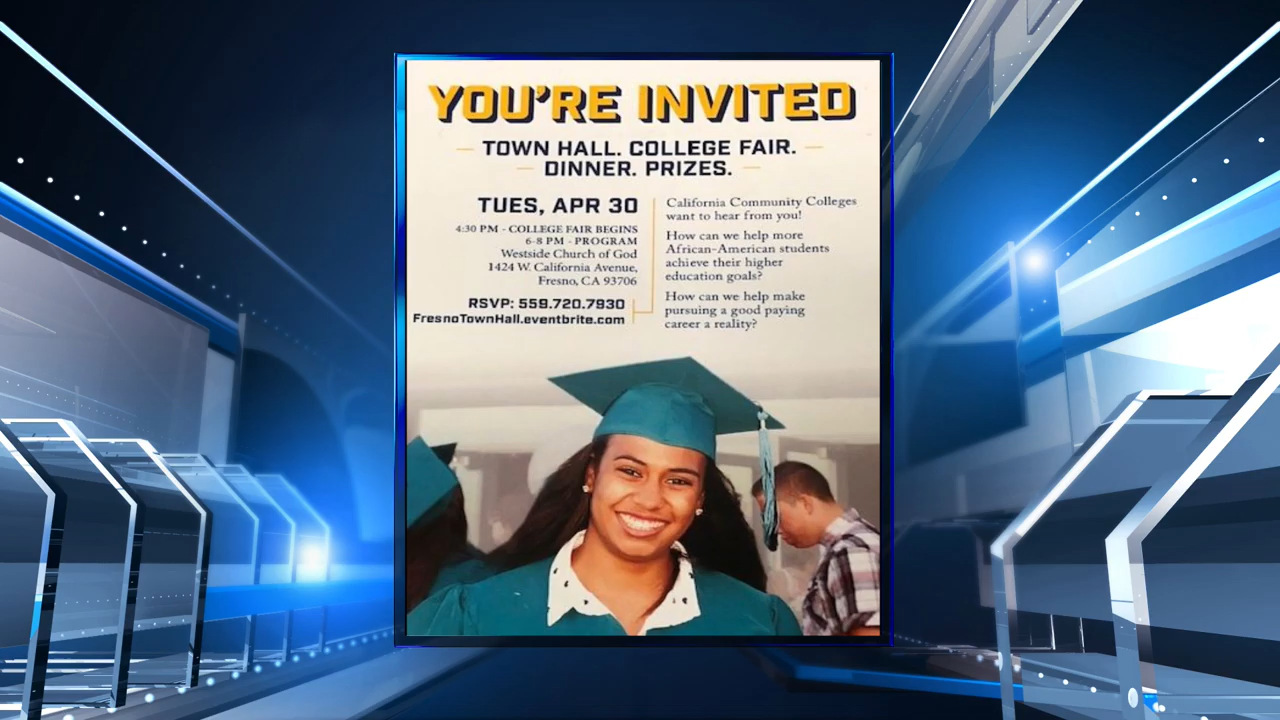 YOU'RE INVITED
TOWN HALL. COLLEGE FAIR.
DINNER. PRIZES.
TUES, APR 30
4:30 PM - COLLEGE FAIR BEGINS
6-8 PM - PROGRAM
Westside Church of God
1424 W. California Avenue,
Fresno, CA 93706
RSVP: 559.720.7930
FresnoTownHall.eventbrite.com
California Community Colleges
want to hear from you!
How can we help more
African-American students
achieve their higher
education goals?
How can we help make
pursuing a good paying
career a reality?